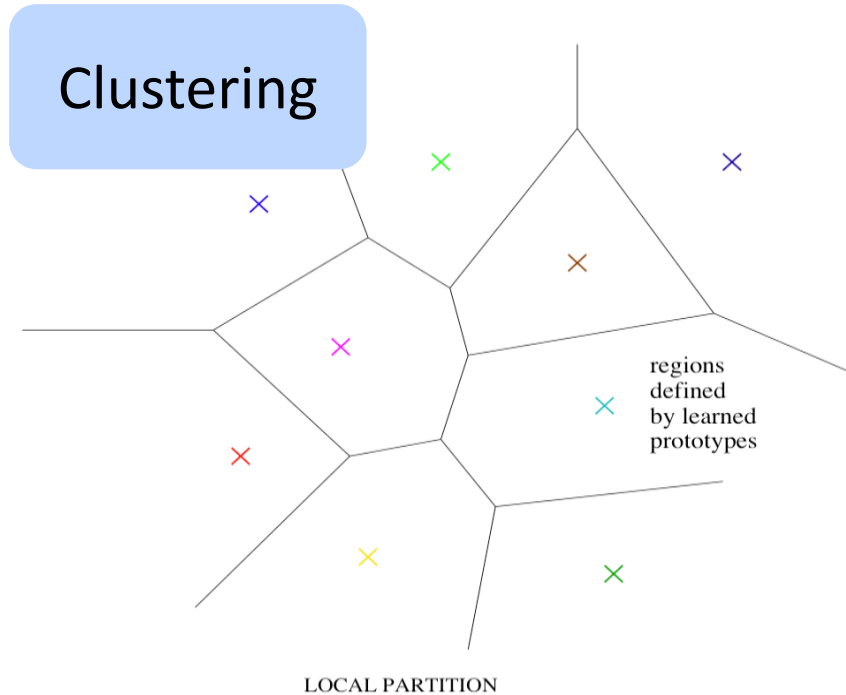 Clustering
regions
defined
by learned
prototypes
LOCAL PARTITION